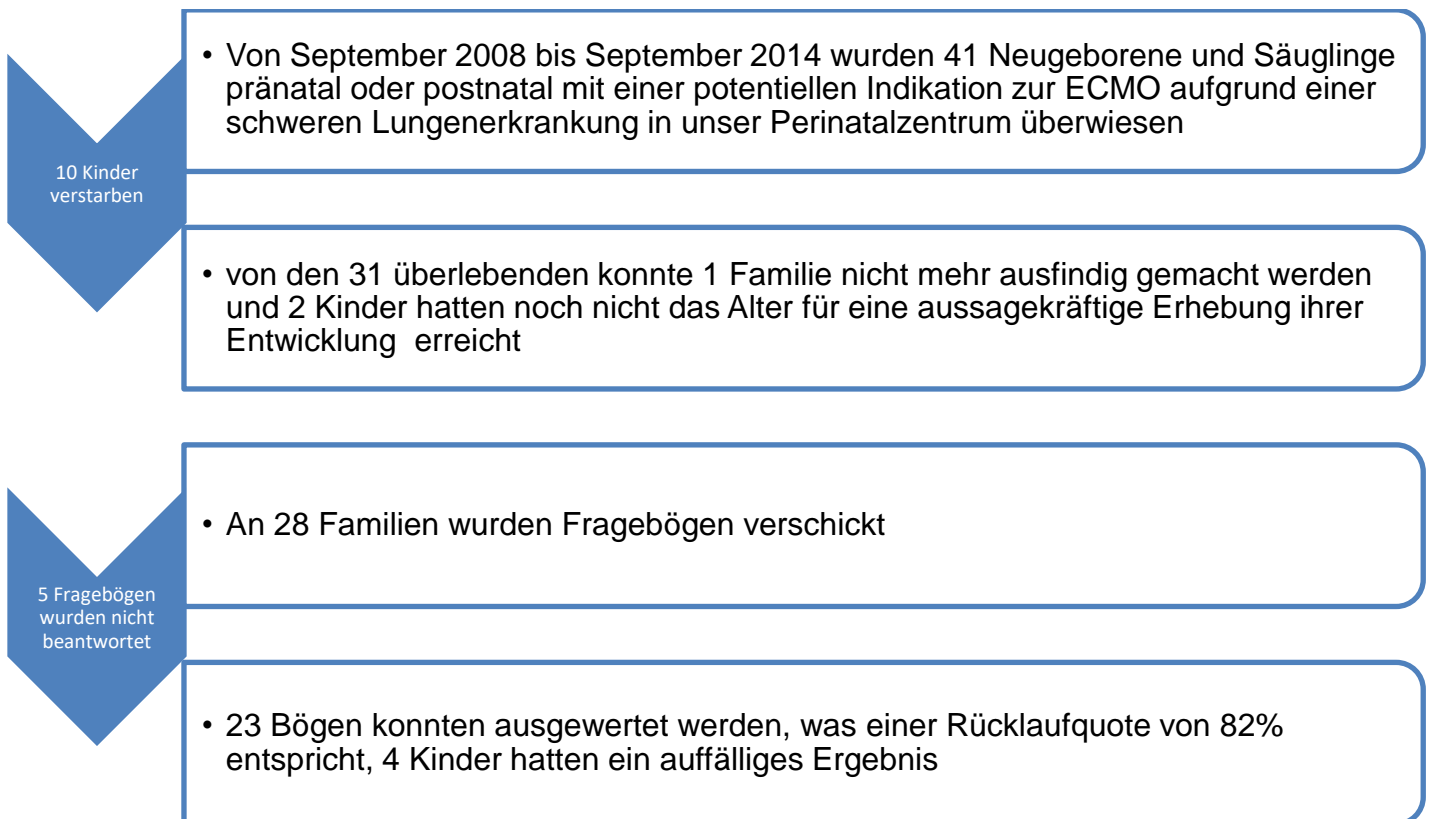 • Von September 2008 bis September 2014 wurden 41 Neugeborene und Säuglinge
pränatal oder postnatal mit einer potentiellen Indikation zur ECMO aufgrund einer
schweren Lungenerkrankung in unser Perinatalzentrum überwiesen
10 Kinder
verstarben
• von den 31 überlebenden konnte 1 Familie nicht mehr ausfindig gemacht werden
und 2 Kinder hatten noch nicht das Alter für eine aussagekräftige Erhebung ihrer
Entwicklung erreicht
• An 28 Familien wurden Fragebögen verschickt
5 Fragebögen
wurden nicht
beantwortet
• 23 Bögen konnten ausgewertet werden, was einer Rücklaufquote von 82%
entspricht, 4 Kinder hatten ein auffälliges Ergebnis